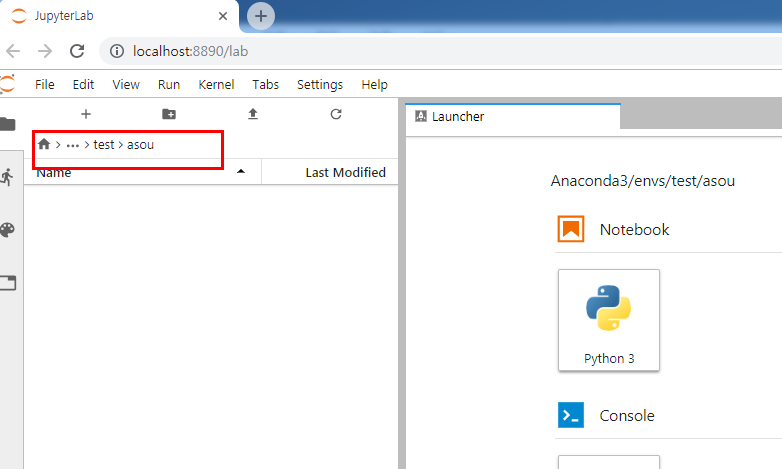 JupyterLab
localhost:8890/lab
File Edit View Run Kernel Tabs Settings Help
Launcher
… > test > asou
Name Last Modified
Anaconda3/envs/test/asou
Notebook
Python 3
Console